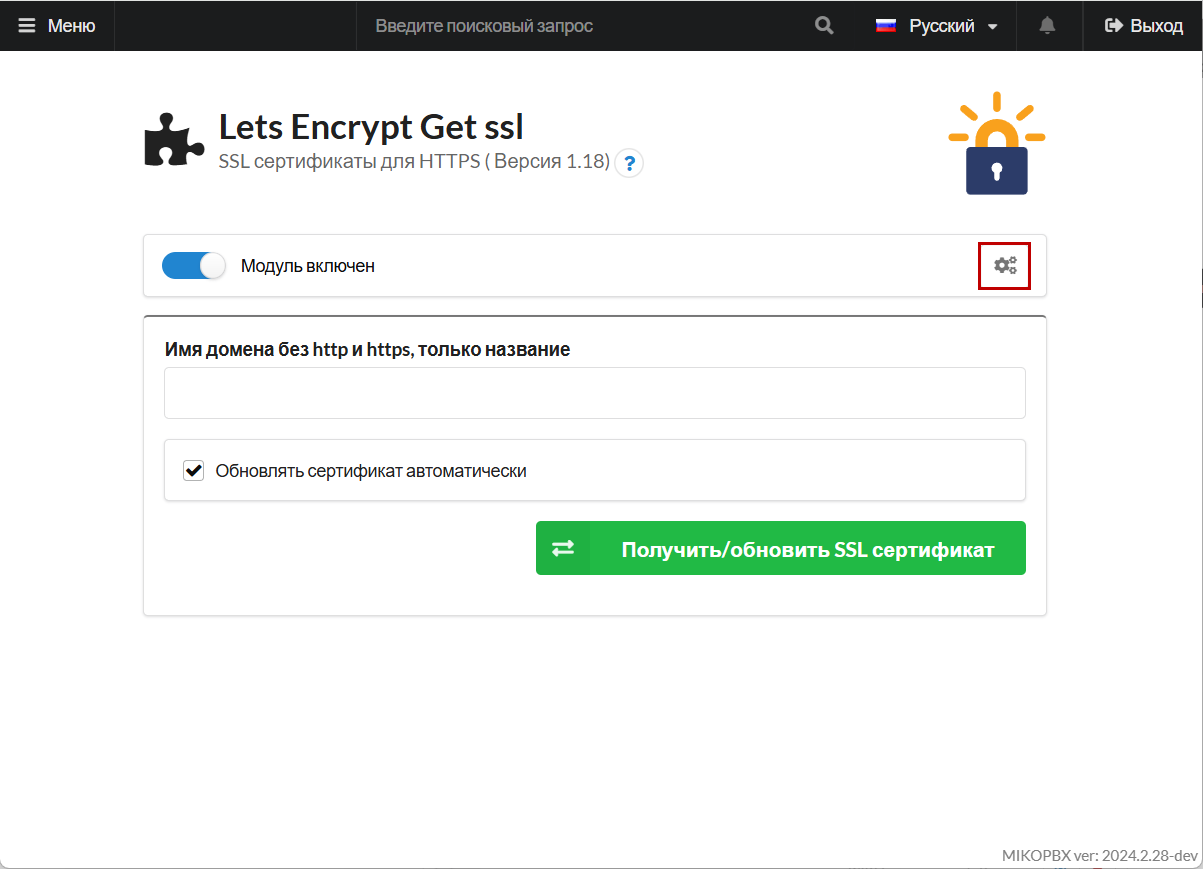 Меню
Введите поисковый запрос
Русский
Выход
Lets Encrypt Get ssl
SSL сертификаты для HTTPS ( Версия 1.18) ?
Модуль включен
Имя домена без http и https, только название
Обновлять сертификат автоматически
Получить/обновить SSL сертификат
MIKOPBX ver: 2024.2.28-dev